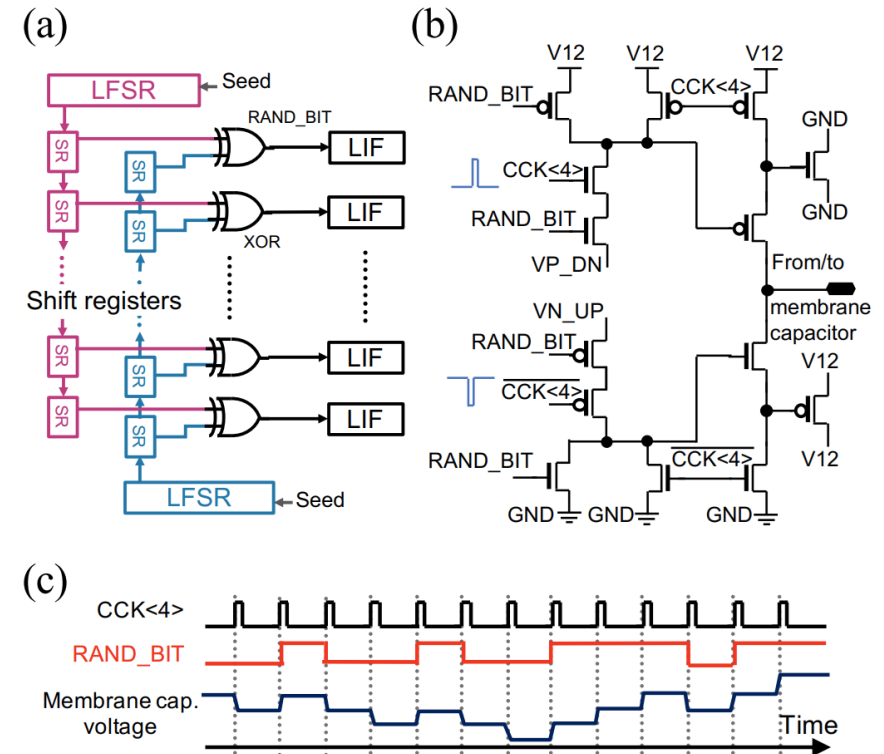 (a)
LFSR
Seed
RAND_BIT
SR
SR
LIF
SR
SR
LIF
XOR
Shift registers
SR
SR
LIF
SR
SR
LIF
LFSR
Seed
(b)
V12
V12
V12
RAND_BIT
CCK<4>
GND
CCK<4>
RAND_BIT
GND
VP_DN
From/to
membrane
capacitor
VN_UP
RAND_BIT
CCK<4>
V12
RAND_BIT
CCK<4>
V12
GND
GND
GND
(c)
CCK<4>
RAND_BIT
Membrane cap.
voltage
Time